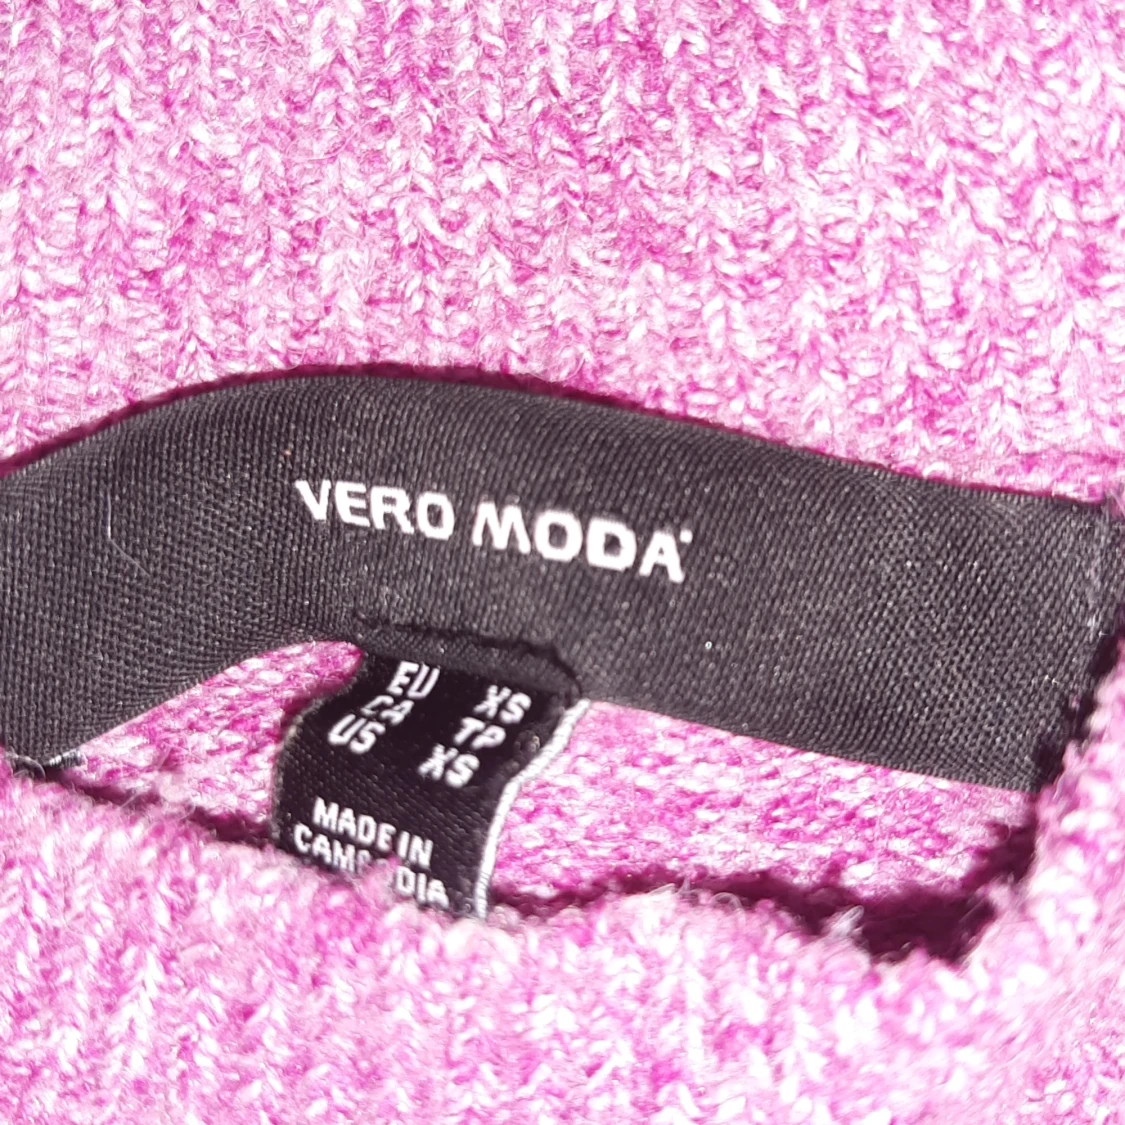 VERO MODA
EU XS
CA TP
US XS
MADE IN
CAMBODIA